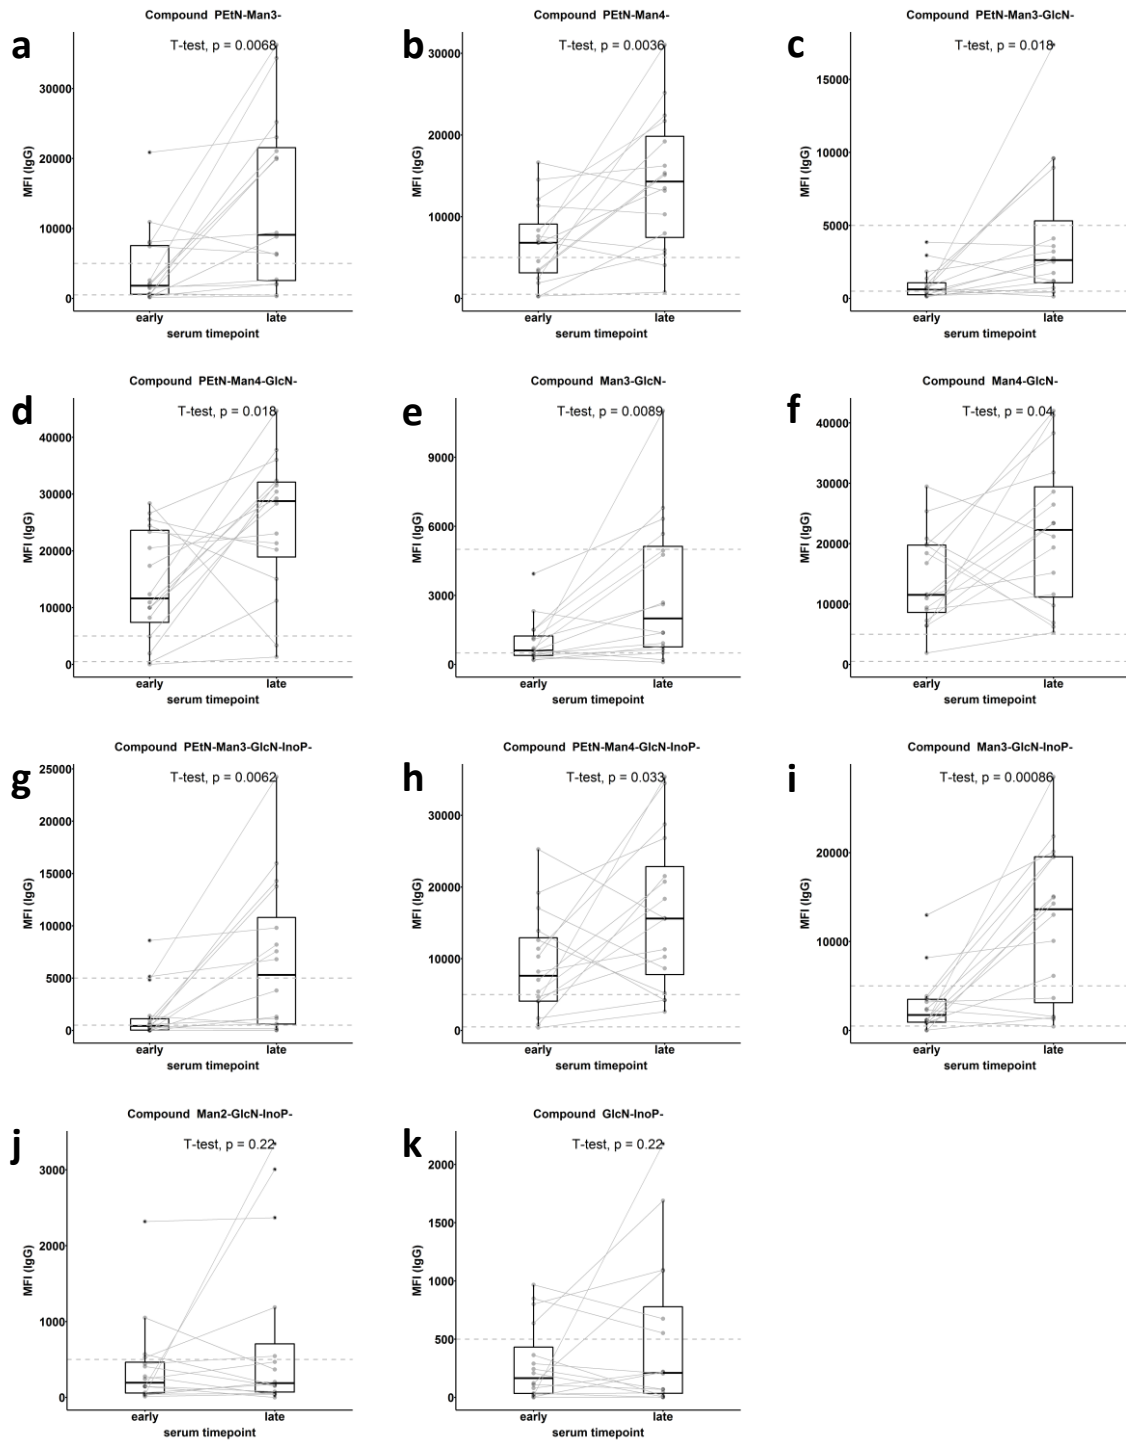 Compound PEtN-Man3-
a
T-test, p = 0.0068
MFI (IgG)
30000
20000
10000
0
early late
serum timepoint
Compound PEtN-Man4-
b
T-test, p = 0.0036
MFI (IgG)
30000
20000
10000
0
early late
serum timepoint
Compound PEtN-Man3-GlcN-
c
T-test, p = 0.018
MFI (IgG)
15000
10000
5000
0
early late
serum timepoint
Compound PEtN-Man4-GlcN-
d
T-test, p = 0.018
MFI (IgG)
40000
30000
20000
10000
0
early late
serum timepoint
Compound Man3-GlcN-
e
T-test, p = 0.0089
MFI (IgG)
9000
6000
3000
0
early late
serum timepoint
Compound Man4-GlcN-
f
T-test, p = 0.04
MFI (IgG)
40000
30000
20000
10000
0
early late
serum timepoint
Compound PEtN-Man3-GlcN-InoP-
g
T-test, p = 0.0062
MFI (IgG)
25000
20000
15000
10000
5000
0
early late
serum timepoint
Compound PEtN-Man4-GlcN-InoP-
h
T-test, p = 0.033
MFI (IgG)
30000
20000
10000
0
early late
serum timepoint
Compound Man3-GlcN-InoP-
i
T-test, p = 0.00086
MFI (IgG)
20000
10000
0
early late
serum timepoint
Compound Man2-GlcN-InoP-
j
T-test, p = 0.22
MFI (IgG)
3000
2000
1000
0
early late
serum timepoint
Compound GlcN-InoP-
k
T-test, p = 0.22
MFI (IgG)
2000
1500
1000
500
0
early late
serum timepoint